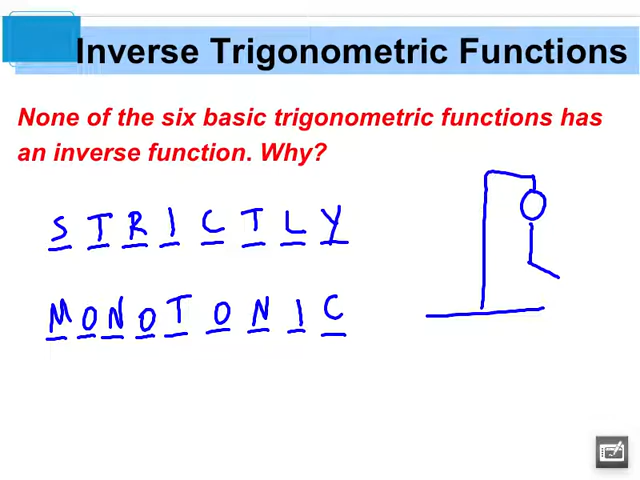 Inverse Trigonometric Functions
None of the six basic trigonometric functions has
an inverse function. Why?
STRICTLY
MONOTONIC